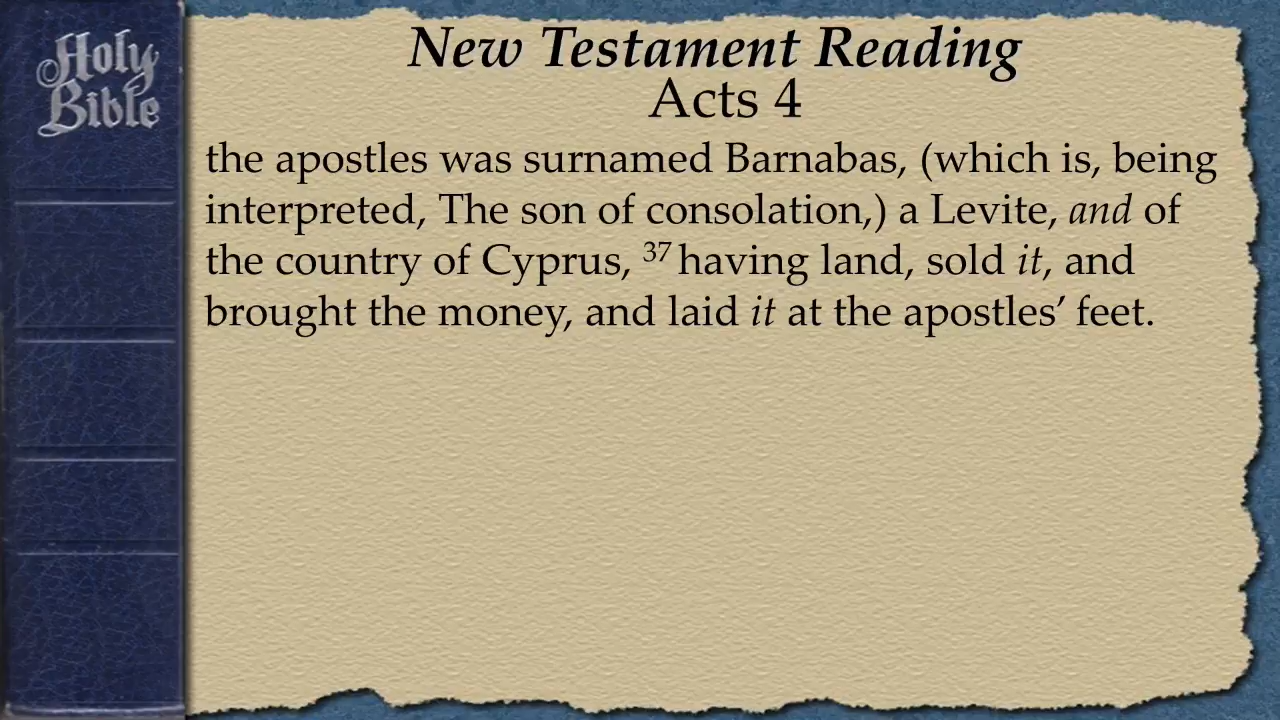 Holy
Bible
New Testament Reading
Acts 4
the apostles was surnamed Barnabas, (which is, being
interpreted, The son of consolation,) a Levite, and of
the country of Cyprus, 37 having land, sold it, and
brought the money, and laid it at the apostles’ feet.